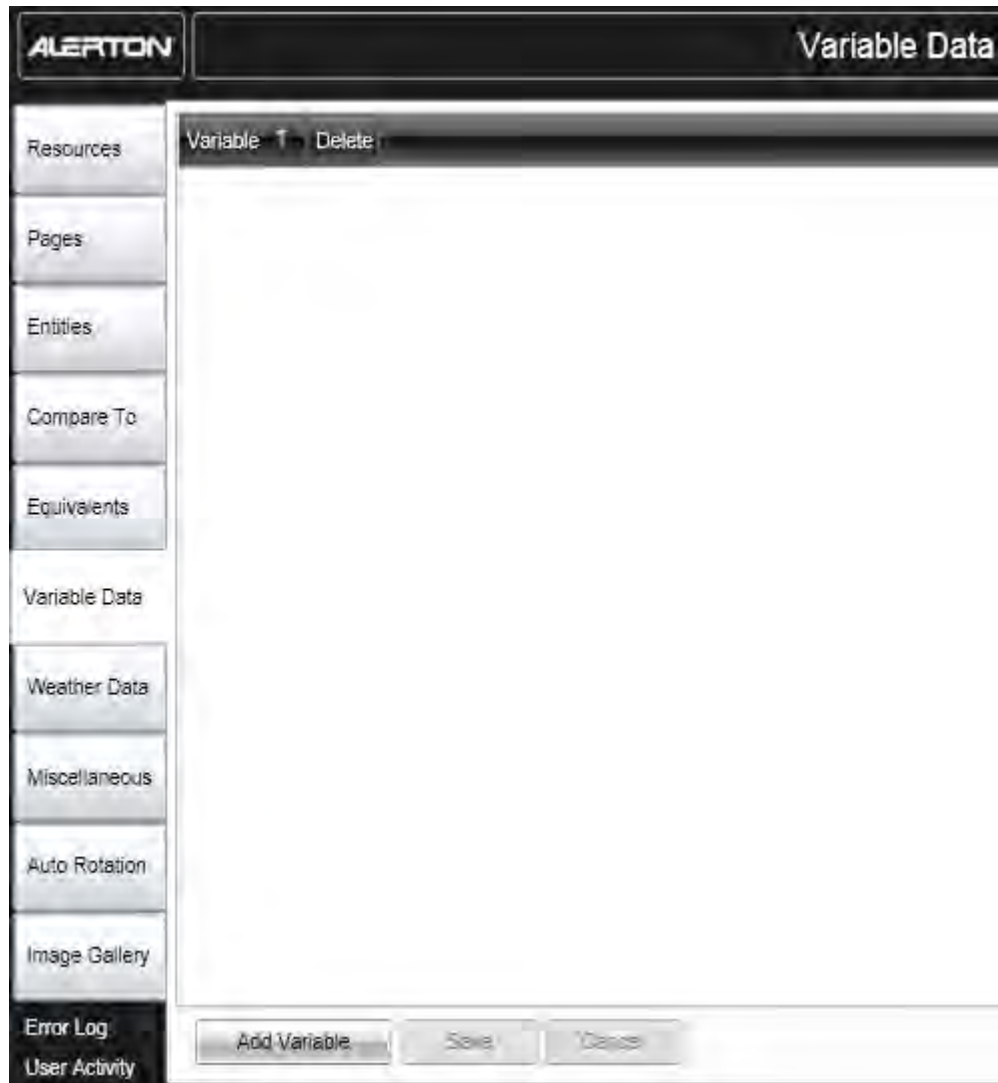 ALERTON
Variable Data
Variable ↑ Delete
Resources
Pages
Entities
Compare To
Equivalents
Variable Data
Weather Data
Miscellaneous
Auto Rotation
Image Gallery
Error Log
User Activity
Add Variable Save Cancel